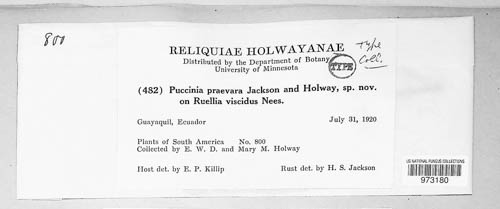 800
RELIQUIAE HOLWAYANAE
Distributed by the Department of Botany
University of Minnesota
TYPE
Type
Coll.
(482) Puccinia praevara Jackson and Holway, sp. nov.
on Ruellia viscidus Nees.
Guayaquil, Ecuador July 31, 1920
Plants of South America No. 800
Collected by E. W. D. and Mary M. Holway
Host det. by E. P. Killip Rust det. by H. S. Jackson
US NATIONAL FUNGUS COLLECTIONS
973180